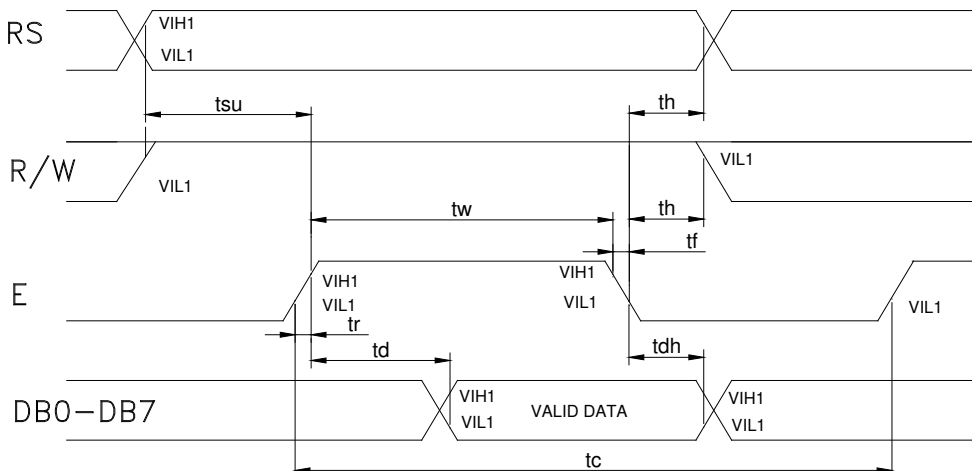 RS
VIH1
VIL1
tsu
th
R/W
VIL1
VIL1
tw
th
tf
E
VIH1
VIL1
VIH1
VIL1
VIL1
tr
td
tdh
DB0-DB7
VIH1
VIL1
VALID DATA
VIH1
VIL1
tc